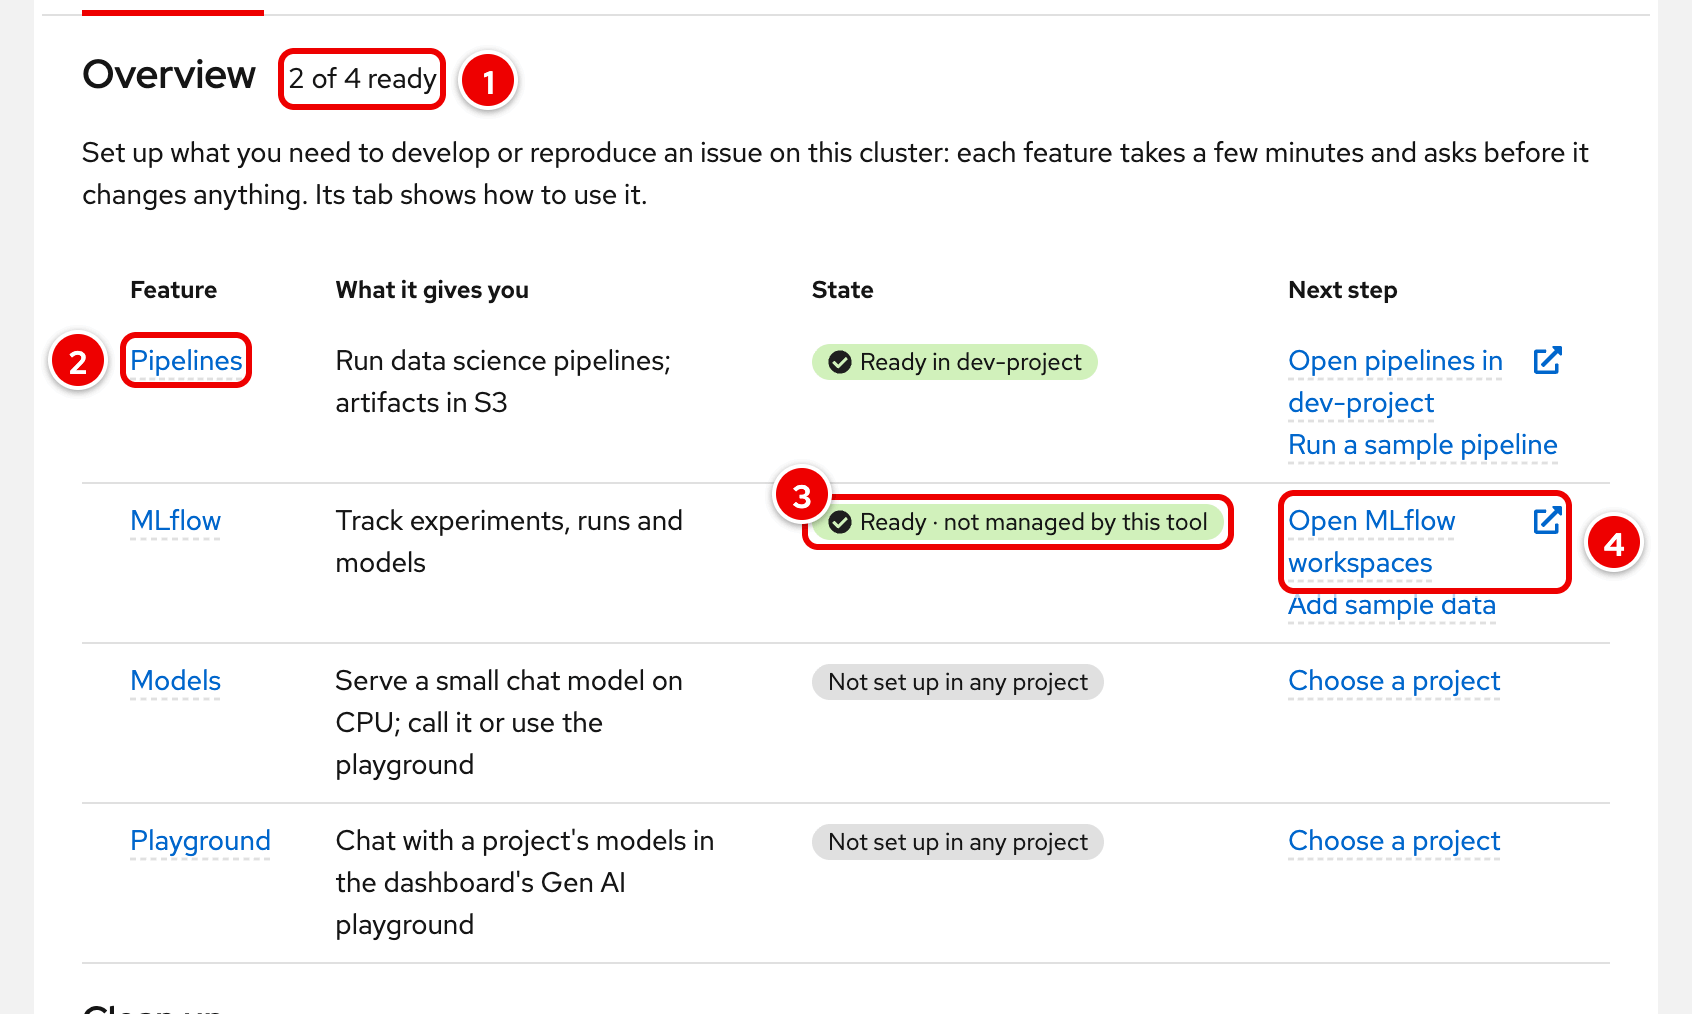 Overview 2 of 4 ready 1
Set up what you need to develop or reproduce an issue on this cluster: each feature takes a few minutes and asks before it
changes anything. Its tab shows how to use it.
Feature What it gives you State Next step
2 Pipelines Run data science pipelines; Ready in dev-project Open pipelines in
artifacts in S3 dev-project
Run a sample pipeline
3
MLflow Track experiments, runs and Ready · not managed by this tool Open MLflow
4
models workspaces
Add sample data
Models Serve a small chat model on Not set up in any project Choose a project
CPU; call it or use the
playground
Playground Chat with a project's models in Not set up in any project Choose a project
the dashboard's Gen AI
playground